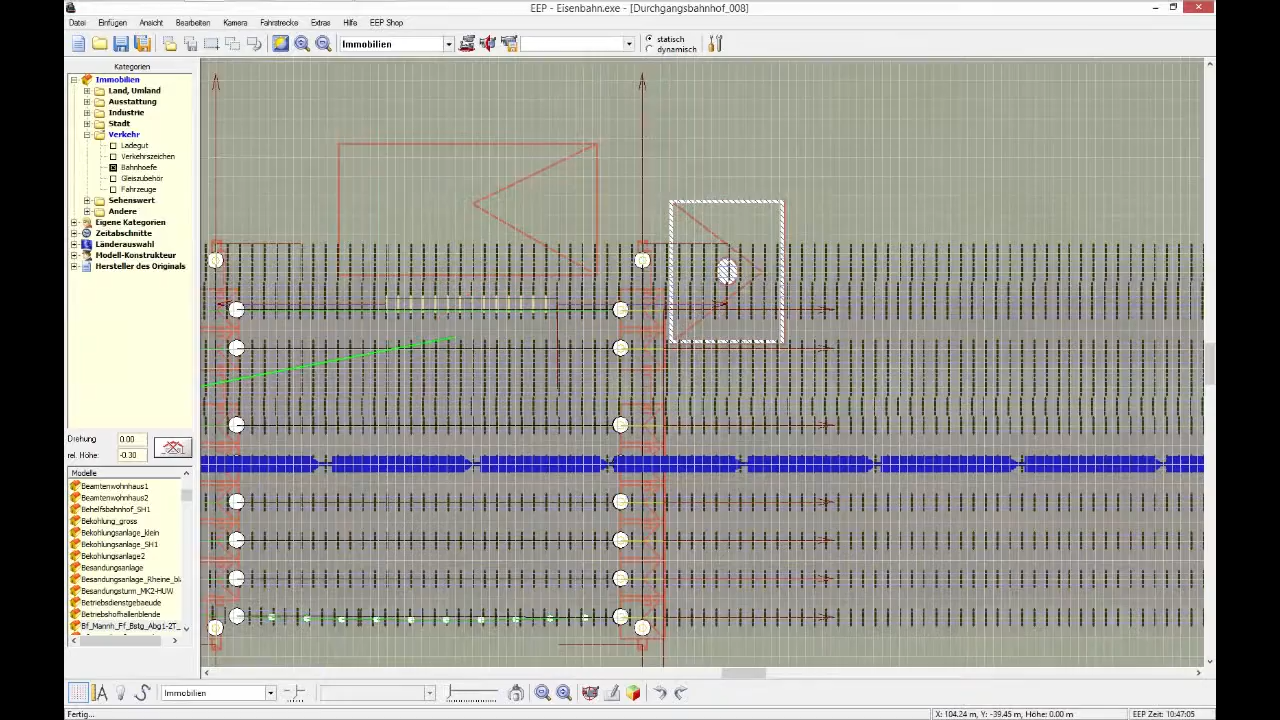 EEP - Eisenbahn.exe - [Durchgangsbahnhof_008]
Datei Einfügen Ansicht Bearbeiten Kamera Fahrstrecke Extras Hilfe EEP Shop
Immobilien
statisch
dynamisch
Kategorien
Immobilien
Land, Umland
Ausstattung
Industrie
Stadt
Verkehr
Ladegut
Verkehrszeichen
Bahnhoefe
Gleiszubehör
Fahrzeuge
Sehenswert
Andere
Eigene Kategorien
Zeitabschnitte
Länderauswahl
Modell-Konstrukteur
Hersteller des Originals
Drehung 0.00
rel. Höhe: -0.30
Modelle
Beamtenwohnhaus1
Beamtenwohnhaus2
Behelfsbahnhof_SH1
Bekohlung_gross
Bekohlungsanlage_klein
Bekohlungsanlage_SH1
Bekohlungsanlage2
Besandungsanlage
Besandungsanlage_Rheine_bl
Besandungsturm_MK2-HUW
Betriebsdienstgebaeude
Betriebshofhallenblende
Bf_Mannh_Ff_Bstg_Abg1-2T_
Immobilien
Fertig...
X: 104.24 m, Y: -39.45 m, Höhe: 0.00 m
EEP Zeit: 10:47:05